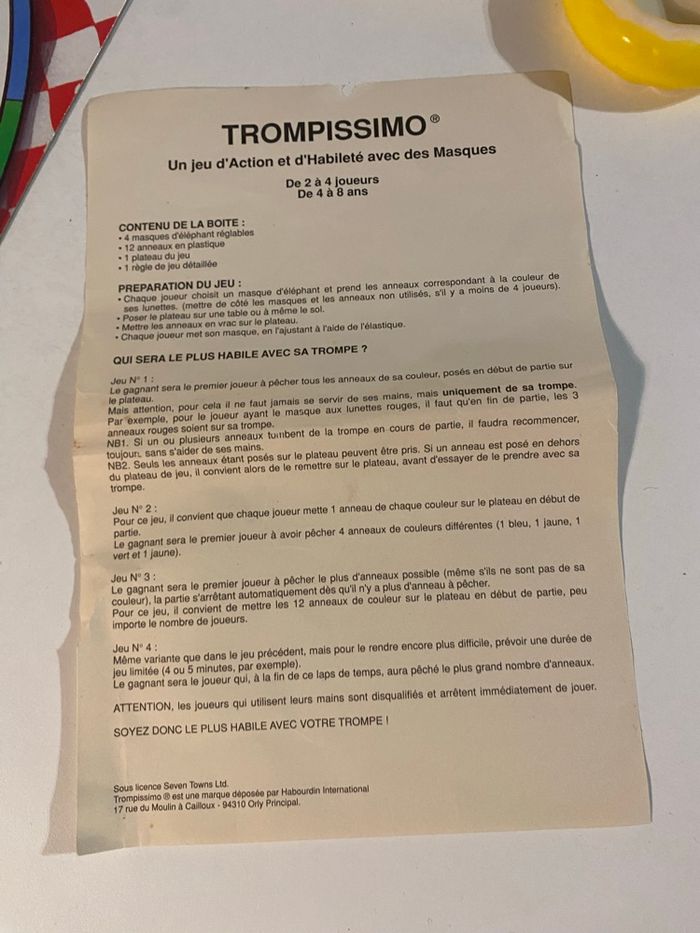 TROMPISSIMO®
Un jeu d'Action et d'Habileté avec des Masques
De 2 à 4 joueurs
De 4 à 8 ans
CONTENU DE LA BOITE :
• 4 masques d'éléphant réglables
• 12 anneaux en plastique
• 1 plateau du jeu
• 1 règle de jeu détaillée
PREPARATION DU JEU :
• Chaque joueur choisit un masque d'éléphant et prend les anneaux correspondant à la couleur de
ses lunettes. (mettre de côté les masques et les anneaux non utilisés, s'il y a moins de 4 joueurs).
• Poser le plateau sur une table ou à même le sol.
• Mettre les anneaux en vrac sur le plateau.
• Chaque joueur met son masque, en l'ajustant à l'aide de l'élastique.
QUI SERA LE PLUS HABILE AVEC SA TROMPE ?
Jeu N° 1 :
Le gagnant sera le premier joueur à pêcher tous les anneaux de sa couleur, posés en début de partie sur
le plateau.
Mais attention, pour cela il ne faut jamais se servir de ses mains, mais uniquement de sa trompe.
Par exemple, pour le joueur ayant le masque aux lunettes rouges, il faut qu'en fin de partie, les 3
anneaux rouges soient sur sa trompe.
NB1. Si un ou plusieurs anneaux tombent de la trompe en cours de partie, il faudra recommencer,
toujours sans s'aider de ses mains.
NB2. Seuls les anneaux étant posés sur le plateau peuvent être pris. Si un anneau est posé en dehors
du plateau de jeu, il convient alors de le remettre sur le plateau, avant d'essayer de le prendre avec sa
trompe.
Jeu N° 2 :
Pour ce jeu, il convient que chaque joueur mette 1 anneau de chaque couleur sur le plateau en début de
partie.
Le gagnant sera le premier joueur à avoir pêcher 4 anneaux de couleurs différentes (1 bleu, 1 jaune, 1
vert et 1 jaune).
Jeu N° 3 :
Le gagnant sera le premier joueur à pêcher le plus d'anneaux possible (même s'ils ne sont pas de sa
couleur), la partie s'arrêtant automatiquement dès qu'il n'y a plus d'anneau à pêcher.
Pour ce jeu, il convient de mettre les 12 anneaux de couleur sur le plateau en début de partie, peu
importe le nombre de joueurs.
Jeu N° 4 :
Même variante que dans le jeu précédent, mais pour le rendre encore plus difficile, prévoir une durée de
jeu limitée (4 ou 5 minutes, par exemple).
Le gagnant sera le joueur qui, à la fin de ce laps de temps, aura pêché le plus grand nombre d'anneaux.
ATTENTION, les joueurs qui utilisent leurs mains sont disqualifiés et arrêtent immédiatement de jouer.
SOYEZ DONC LE PLUS HABILE AVEC VOTRE TROMPE !
Sous licence Seven Towns Ltd.
Trompissimo ® est une marque déposée par Habourdin International
17 rue du Moulin à Cailloux - 94310 Orly Principal.